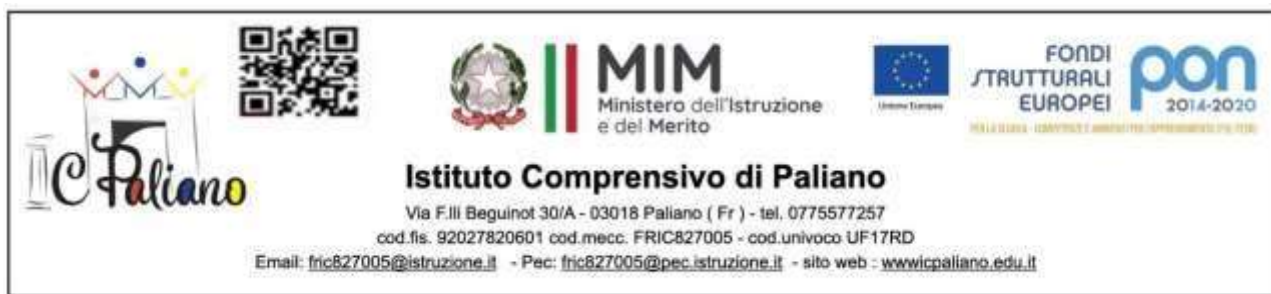 IC Paliano
MIM
Ministero dell'Istruzione
e del Merito
Unione Europea
FONDI
STRUTTURALI
EUROPEI
pon
2014-2020
Istituto Comprensivo di Paliano
Via F.lli Beguinot 30/A - 03018 Paliano ( Fr ) - tel. 0775577257
cod.fis. 92027820601 cod.mecc. FRIC827005 - cod.univoco UF17RD
Email: fric827005@istruzione.it - Pec: fric827005@pec.istruzione.it - sito web : wwwicpaliano.edu.it